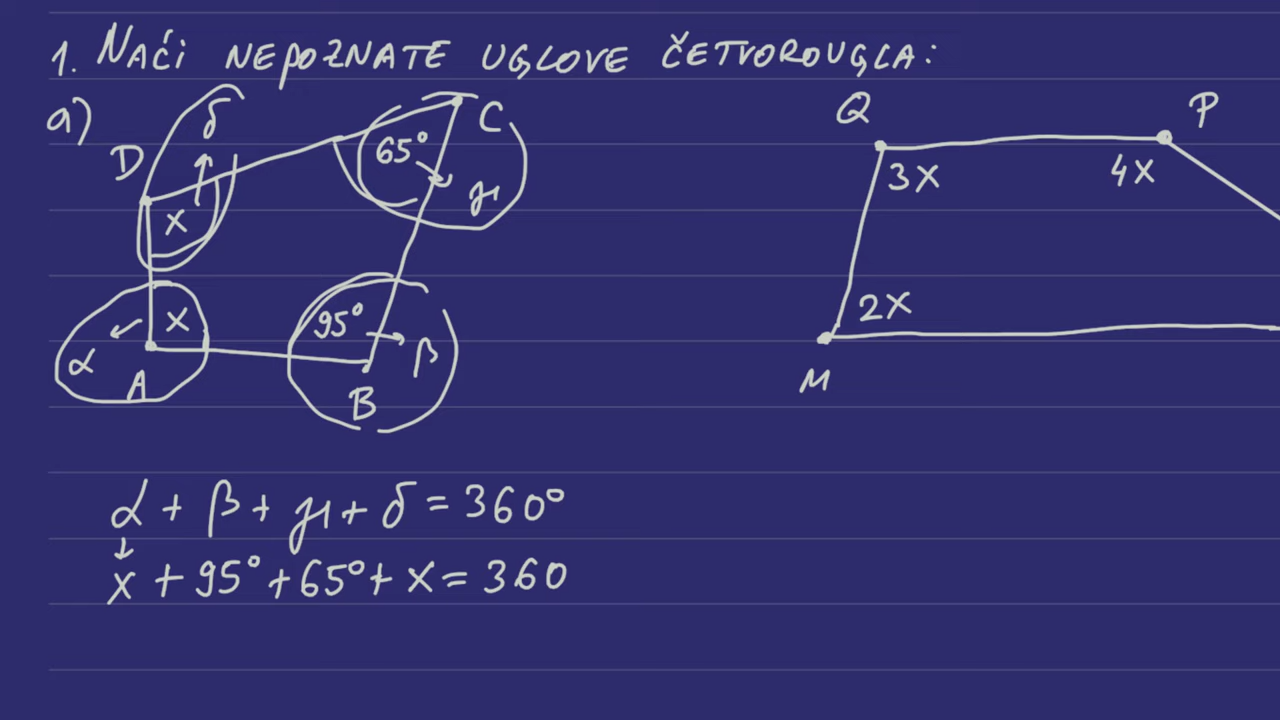 1. NAĆI NEPOZNATE UGLOVE ČETVOROUGLA:
a)
D
δ
C
65°
γ
X
X
α
A
95°
β
B
Q
P
3X
4X
2X
M
α + β + γ + δ = 360°
x + 95° + 65° + x = 360